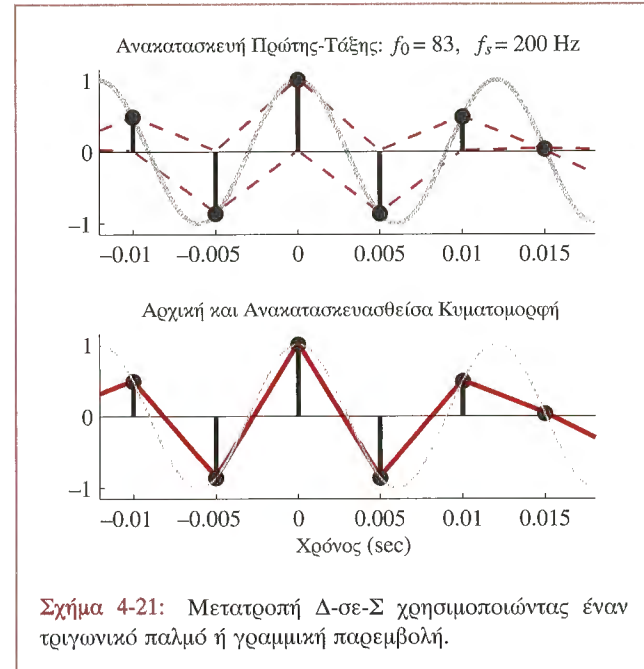 Ανακατασκευή Πρώτης-Τάξης: f0 = 83, fs = 200 Hz
1
0
−1
−0.01 −0.005 0 0.005 0.01 0.015
Αρχική και Ανακατασκευασθείσα Κυματομορφή
1
0
−1
−0.01 −0.005 0 0.005 0.01 0.015
Χρόνος (sec)
Σχήμα 4-21: Μετατροπή Δ-σε-Σ χρησιμοποιώντας έναν
τριγωνικό παλμό ή γραμμική παρεμβολή.